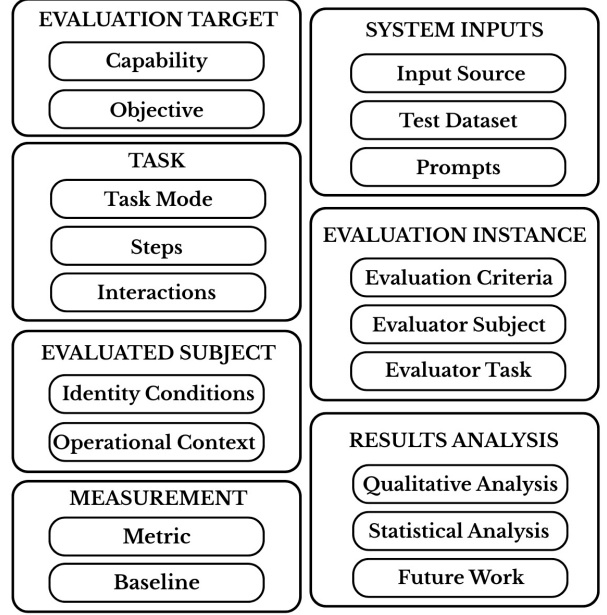 EVALUATION TARGET
Capability
Objective
TASK
Task Mode
Steps
Interactions
EVALUATED SUBJECT
Identity Conditions
Operational Context
MEASUREMENT
Metric
Baseline
SYSTEM INPUTS
Input Source
Test Dataset
Prompts
EVALUATION INSTANCE
Evaluation Criteria
Evaluator Subject
Evaluator Task
RESULTS ANALYSIS
Qualitative Analysis
Statistical Analysis
Future Work